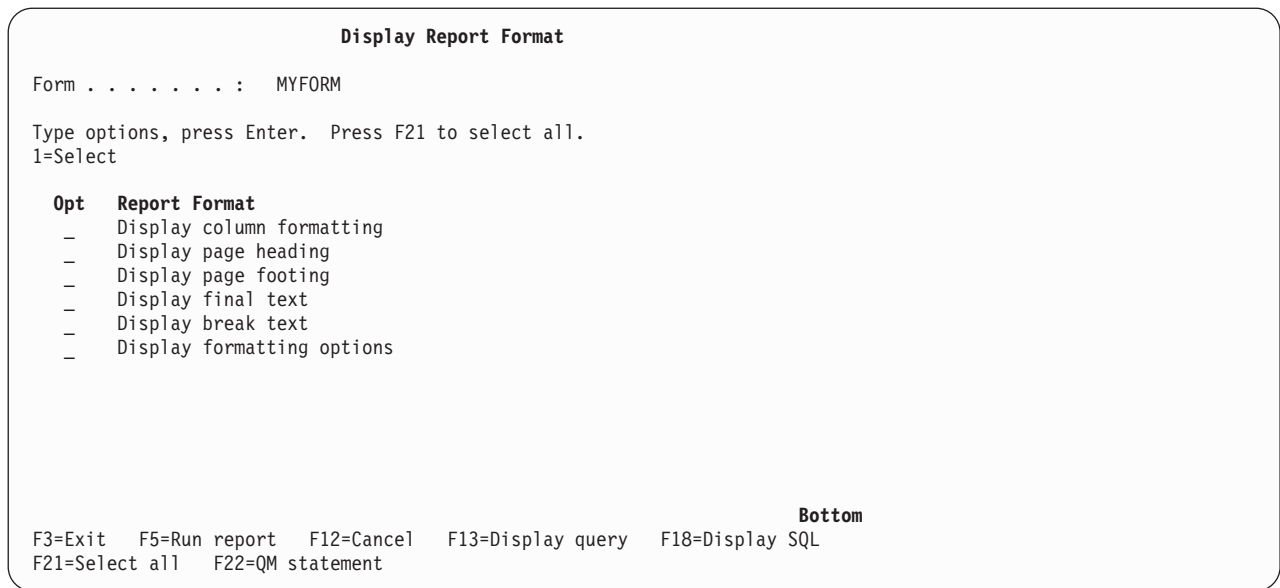 Display Report Format
Form . . . . . . . :   MYFORM
Type options, press Enter.  Press F21 to select all.
1=Select
Opt   Report Format
_   Display column formatting
_   Display page heading
_   Display page footing
_   Display final text
_   Display break text
_   Display formatting options
Bottom
F3=Exit   F5=Run report   F12=Cancel   F13=Display query   F18=Display SQL
F21=Select all   F22=QM statement